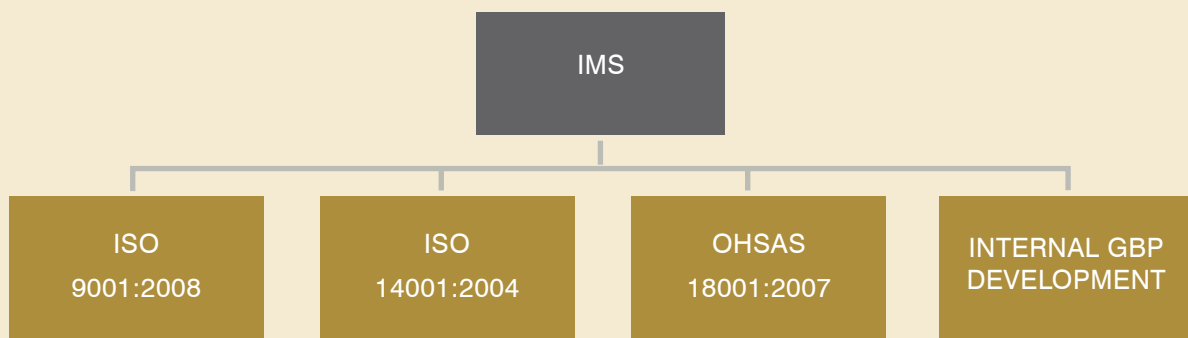 IMS
ISO
9001:2008
ISO
14001:2004
OHSAS
18001:2007
INTERNAL GBP
DEVELOPMENT